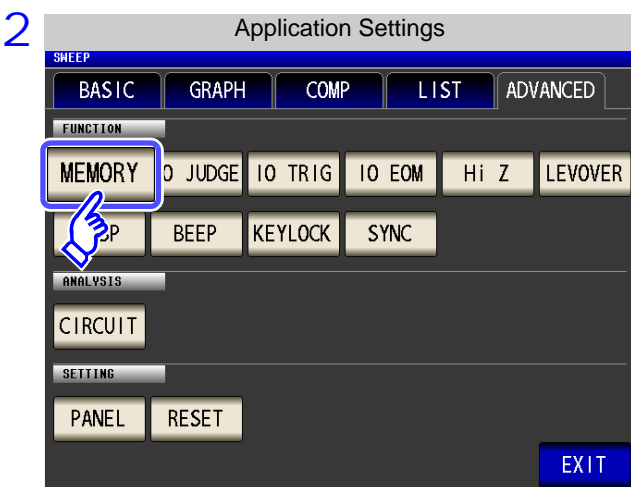 2
Application Settings
SWEEP
BASIC GRAPH COMP LIST ADVANCED
FUNCTION
MEMORY IO JUDGE IO TRIG IO EOM Hi Z LEVOVER
BEEP KEYLOCK SYNC
ANALYSIS
CIRCUIT
SETTING
PANEL RESET
EXIT